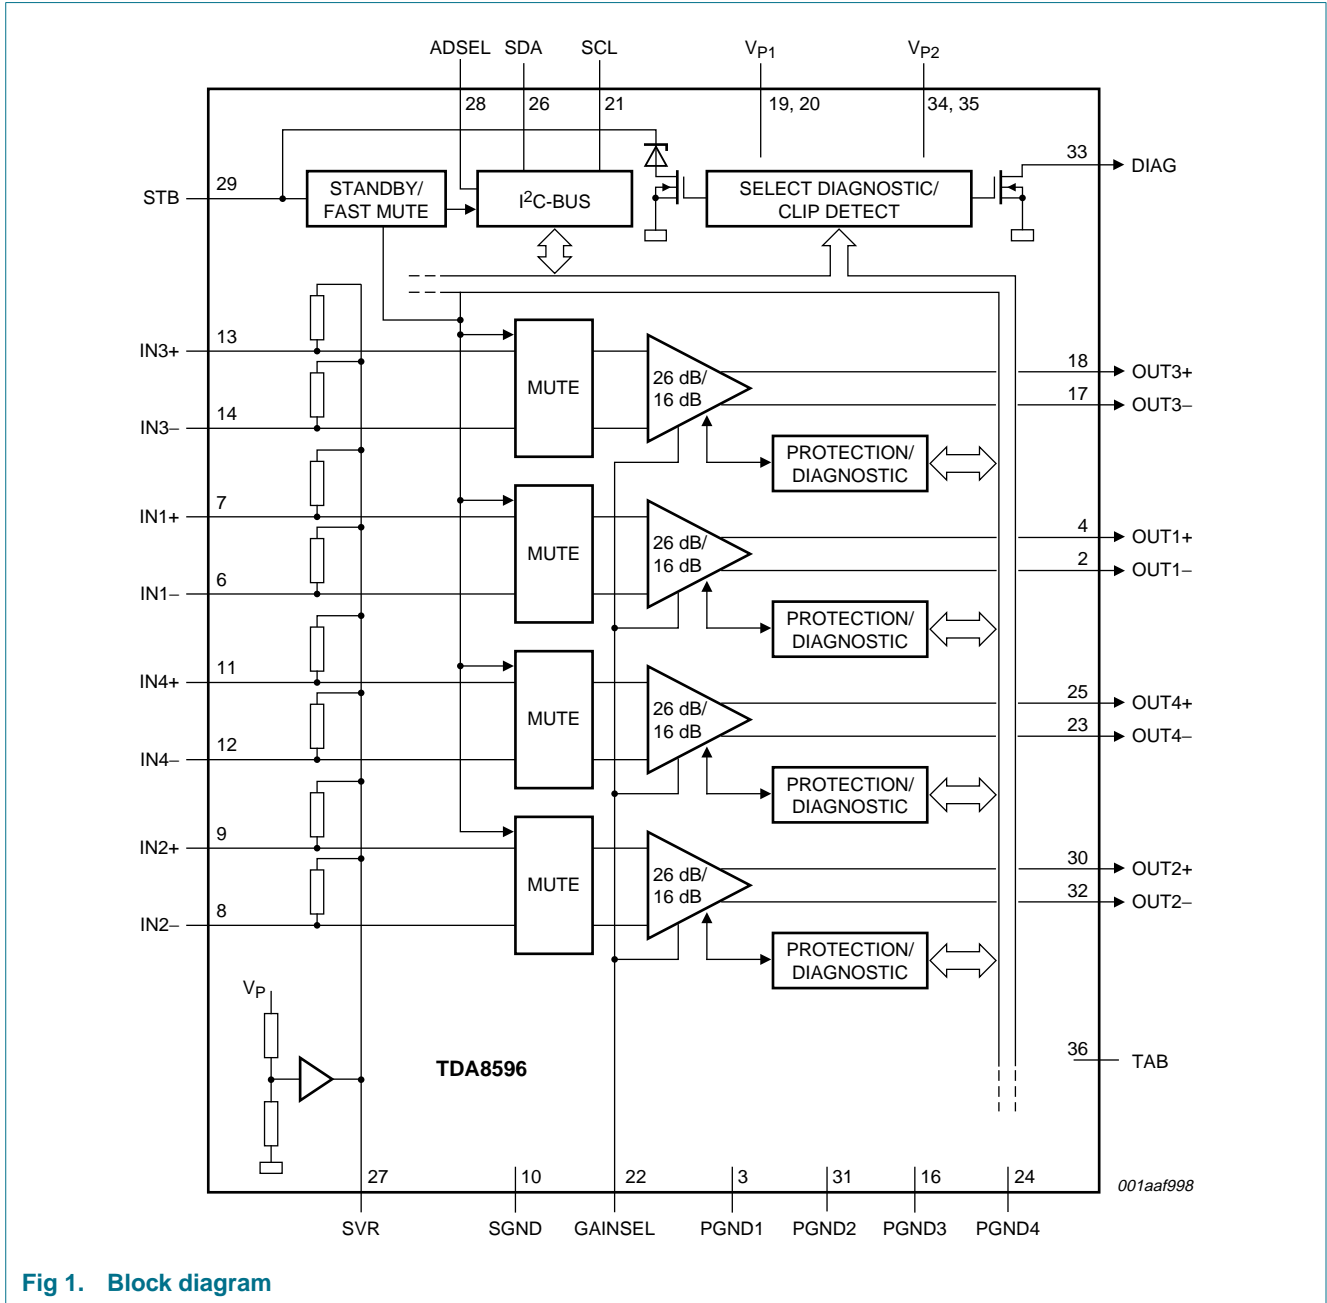 ADSEL SDA SCL VP1 VP2
28 26 21 19, 20 34, 35
33 DIAG
STB 29
STANDBY/
FAST MUTE
I2C-BUS
SELECT DIAGNOSTIC/
CLIP DETECT
IN3+ 13
IN3− 14
MUTE
26 dB/
16 dB
18 OUT3+
17 OUT3−
PROTECTION/
DIAGNOSTIC
IN1+ 7
IN1− 6
MUTE
26 dB/
16 dB
4 OUT1+
2 OUT1−
PROTECTION/
DIAGNOSTIC
IN4+ 11
IN4− 12
MUTE
26 dB/
16 dB
25 OUT4+
23 OUT4−
PROTECTION/
DIAGNOSTIC
IN2+ 9
IN2− 8
MUTE
26 dB/
16 dB
30 OUT2+
32 OUT2−
PROTECTION/
DIAGNOSTIC
VP
TDA8596
36 TAB
27 10 22 3 31 16 24
001aaf998
SVR SGND GAINSEL PGND1 PGND2 PGND3 PGND4
Fig 1. Block diagram